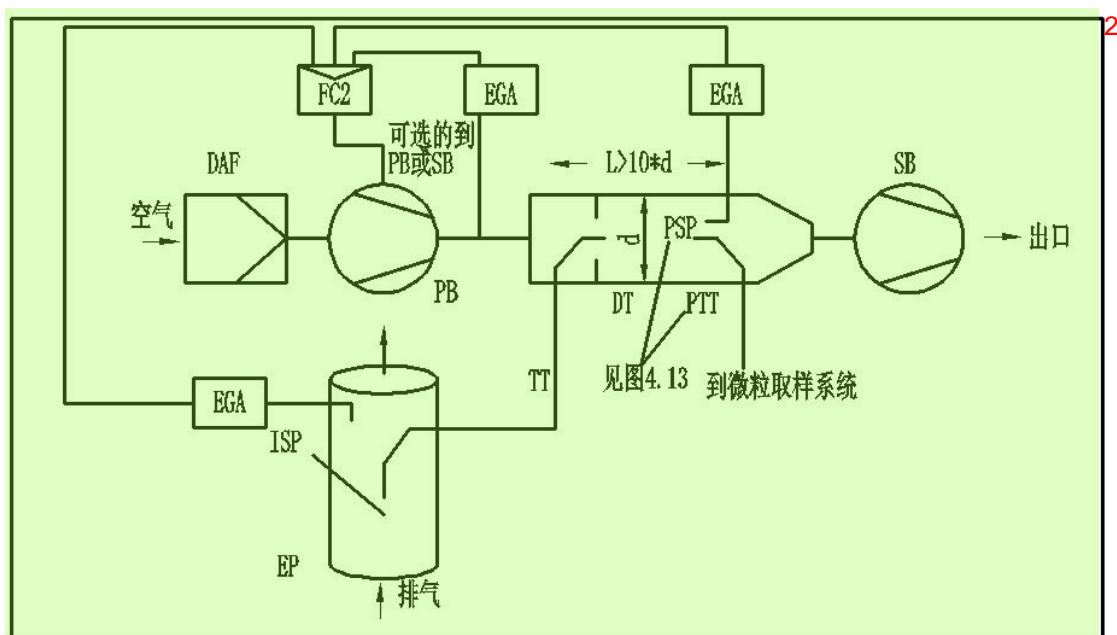 2
FC2
EGA
EGA
可选的到
PB或SB
L>10*d
DAF
SB
空气
d
PSP
出口
PB
DT
PTT
TT
见图4.13
到微粒取样系统
EGA
ISP
EP
排气